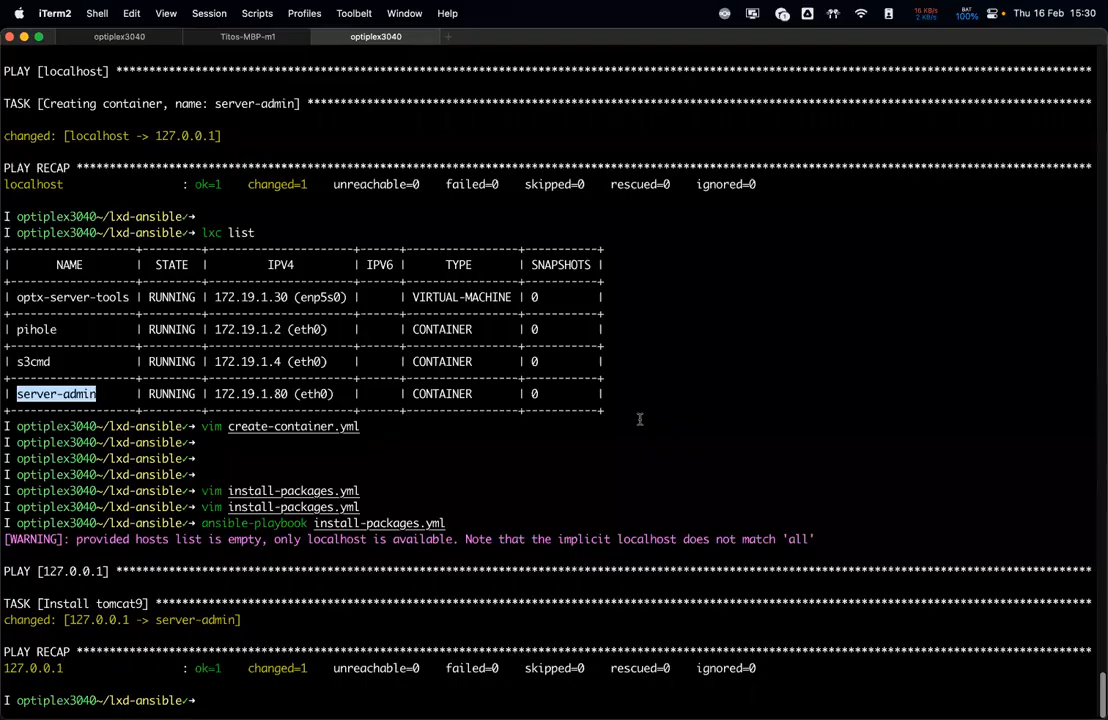 iTerm2 Shell Edit View Session Scripts Profiles Toolbelt Window Help 16 KB/s 2 KB/s BAT 100% Thu 16 Feb 15:30
optiplex3040 Titos-MBP-m1 optiplex3040 +
PLAY [localhost] **********************************************************************************************************************************
TASK [Creating container, name: server-admin] *****************************************************************************************************
changed: [localhost -> 127.0.0.1]
PLAY RECAP ****************************************************************************************************************************************
localhost : ok=1 changed=1 unreachable=0 failed=0 skipped=0 rescued=0 ignored=0
I optiplex3040~/lxd-ansible✓➜
I optiplex3040~/lxd-ansible✓➜ lxc list
+------------------+---------+----------------------+------+-----------------+-----------+
| NAME | STATE | IPV4 | IPV6 | TYPE | SNAPSHOTS |
+------------------+---------+----------------------+------+-----------------+-----------+
| optx-server-tools | RUNNING | 172.19.1.30 (enp5s0) | | VIRTUAL-MACHINE | 0 |
+------------------+---------+----------------------+------+-----------------+-----------+
| pihole | RUNNING | 172.19.1.2 (eth0) | | CONTAINER | 0 |
+------------------+---------+----------------------+------+-----------------+-----------+
| s3cmd | RUNNING | 172.19.1.4 (eth0) | | CONTAINER | 0 |
+------------------+---------+----------------------+------+-----------------+-----------+
| server-admin | RUNNING | 172.19.1.80 (eth0) | | CONTAINER | 0 |
+------------------+---------+----------------------+------+-----------------+-----------+
I optiplex3040~/lxd-ansible✓➜ vim create-container.yml
I optiplex3040~/lxd-ansible✓➜
I optiplex3040~/lxd-ansible✓➜
I optiplex3040~/lxd-ansible✓➜
I optiplex3040~/lxd-ansible✓➜ vim install-packages.yml
I optiplex3040~/lxd-ansible✓➜ vim install-packages.yml
I optiplex3040~/lxd-ansible✓➜ ansible-playbook install-packages.yml
[WARNING]: provided hosts list is empty, only localhost is available. Note that the implicit localhost does not match 'all'
PLAY [127.0.0.1] **********************************************************************************************************************************
TASK [Install tomcat9] ****************************************************************************************************************************
changed: [127.0.0.1 -> server-admin]
PLAY RECAP ****************************************************************************************************************************************
127.0.0.1 : ok=1 changed=1 unreachable=0 failed=0 skipped=0 rescued=0 ignored=0
I optiplex3040~/lxd-ansible✓➜